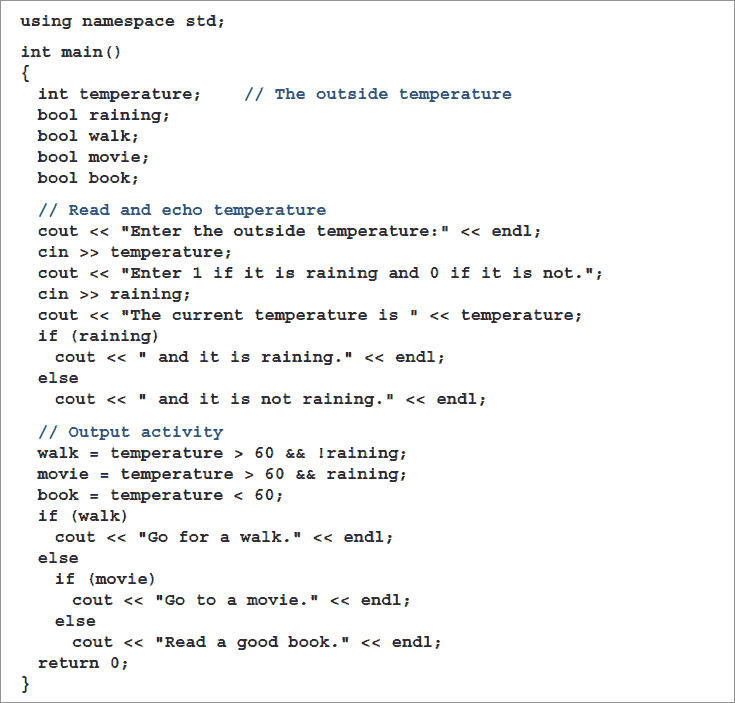 using namespace std;
int main()
{
int temperature; // The outside temperature
bool raining;
bool walk;
bool movie;
bool book;
// Read and echo temperature
cout << "Enter the outside temperature:" << endl;
cin >> temperature;
cout << "Enter 1 if it is raining and 0 if it is not.";
cin >> raining;
cout << "The current temperature is " << temperature;
if (raining)
cout << " and it is raining." << endl;
else
cout << " and it is not raining." << endl;
// Output activity
walk = temperature > 60 && !raining;
movie = temperature > 60 && raining;
book = temperature < 60;
if (walk)
cout << "Go for a walk." << endl;
else
if (movie)
cout << "Go to a movie." << endl;
else
cout << "Read a good book." << endl;
return 0;
}